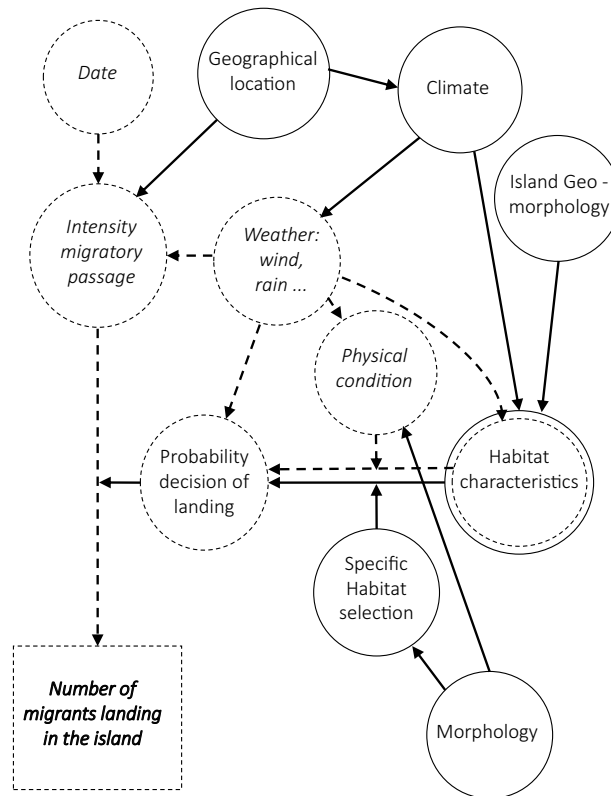 Date
Geographical
location
Climate
Island Geo -
morphology
Intensity
migratory
passage
Weather:
wind,
rain ...
Physical
condition
Probability
decision of
landing
Habitat
characteristics
Specific
Habitat
selection
Number of
migrants landing
in the island
Morphology